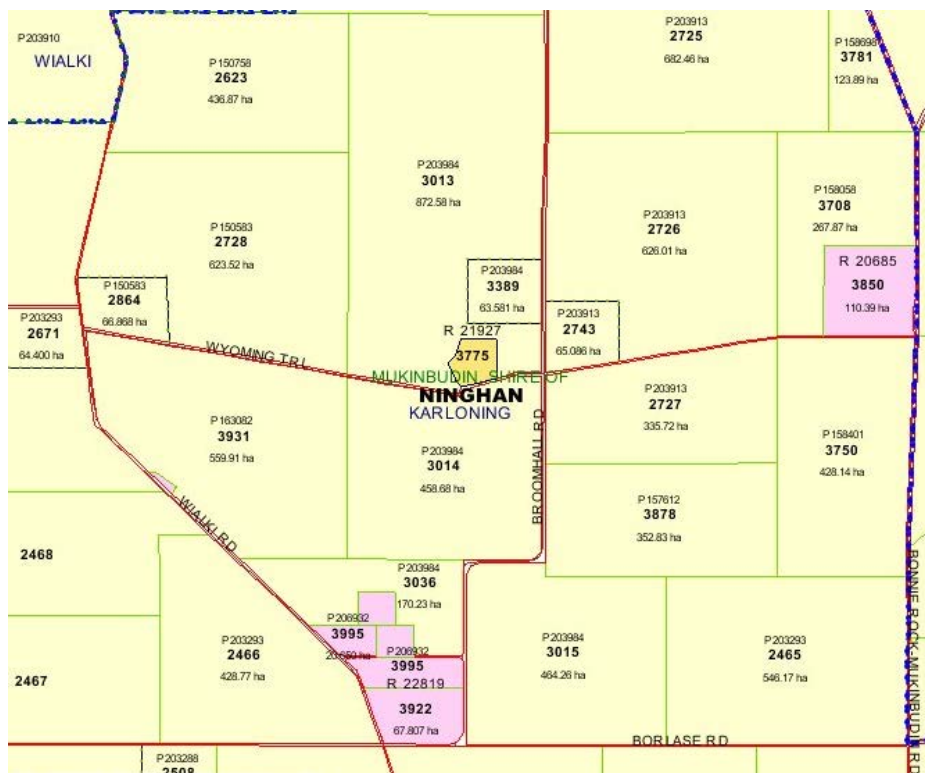 P203910
WIALKI
P150758
2623
436.87 ha
P203913
2725
682.46 ha
P158698
3781
123.89 ha
P203984
3013
872.58 ha
P203913
2726
626.01 ha
P158058
3708
267.87 ha
R 20685
3850
110.39 ha
P150583
2728
623.52 ha
P150583
2864
66.868 ha
P203293
2671
64.400 ha
P203984
3389
63.581 ha
P203913
2743
65.086 ha
R 21927
3775
WYOMING TRL
MUKINBUDIN, SHIRE OF
NINGHAN
KARLONING
P203913
2727
335.72 ha
P163082
3931
559.91 ha
P203984
3014
458.68 ha
BROOMHALL RD
P158401
3750
428.14 ha
P157612
3878
352.83 ha
WIALKI RD
2468
P203984
3036
170.23 ha
P206932
3995
P206932
3995
R 22819
3922
67.807 ha
P203293
2466
428.77 ha
P203984
3015
464.26 ha
P203293
2465
546.17 ha
BONNIE ROCK-MUKINBUDIN RD
2467
BORLASE RD
P203288
2508